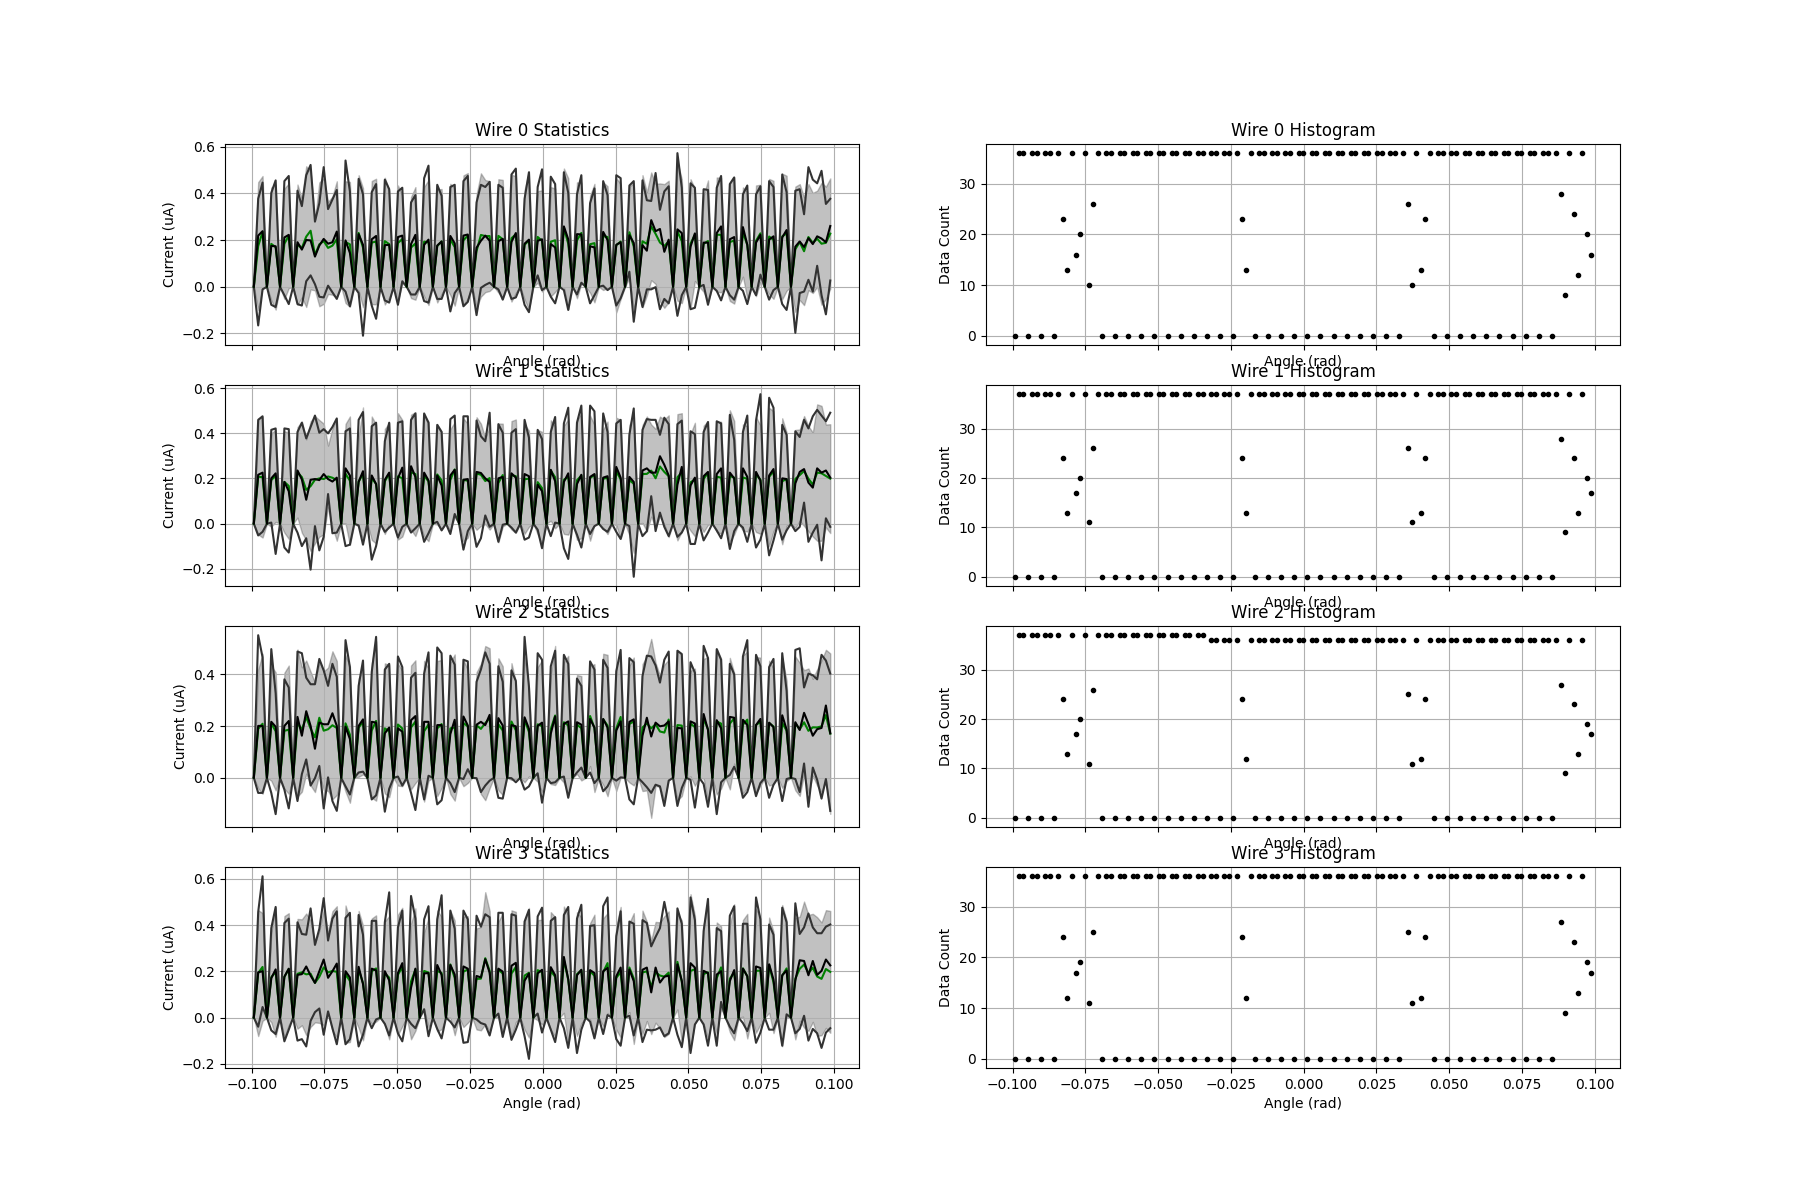 Wire 0 Statistics
Current (uA)
0.6
0.4
0.2
0.0
−0.2
Angle (rad)
Wire 0 Histogram
Data Count
30
20
10
0
Angle (rad)
Wire 1 Statistics
Current (uA)
0.6
0.4
0.2
0.0
−0.2
Angle (rad)
Wire 1 Histogram
Data Count
30
20
10
0
Angle (rad)
Wire 2 Statistics
Current (uA)
0.4
0.2
0.0
Angle (rad)
Wire 2 Histogram
Data Count
30
20
10
0
Angle (rad)
Wire 3 Statistics
Current (uA)
0.6
0.4
0.2
0.0
−0.2
−0.100 −0.075 −0.050 −0.025 0.000 0.025 0.050 0.075 0.100
Angle (rad)
Wire 3 Histogram
Data Count
30
20
10
0
−0.100 −0.075 −0.050 −0.025 0.000 0.025 0.050 0.075 0.100
Angle (rad)